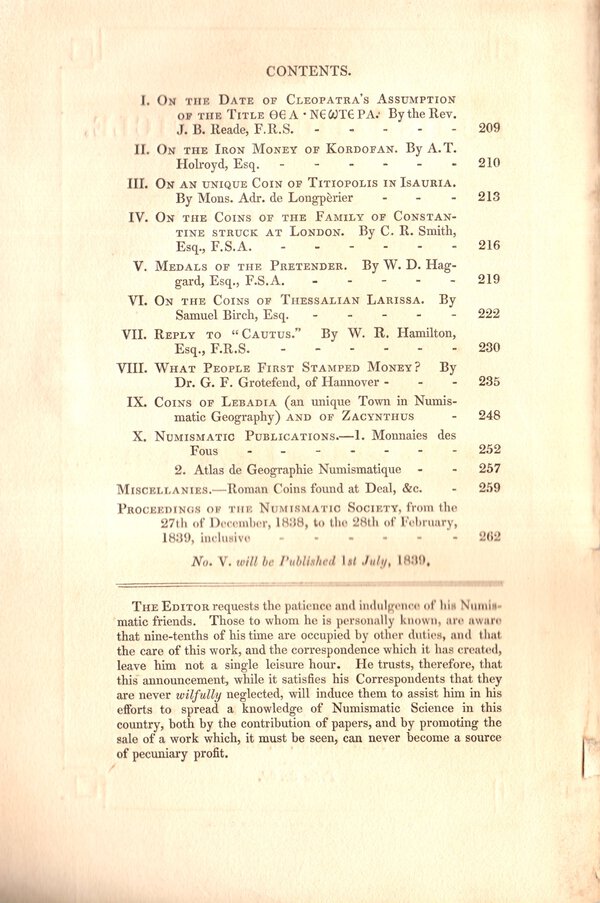 CONTENTS.
I. On the Date of Cleopatra's Assumption
of the Title ΘЄΑ · ΝЄѠΤЄΡΑ. By the Rev.
J. B. Reade, F.R.S. - - - - - 209
II. On the Iron Money of Kordofan. By A. T.
Holroyd, Esq. - - - - - - 210
III. On an unique Coin of Titiopolis in Isauria.
By Mons. Adr. de Longpèrier - - - 213
IV. On the Coins of the Family of Constan-
tine struck at London. By C. R. Smith,
Esq., F.S.A. - - - - - - 216
V. Medals of the Pretender. By W. D. Hag-
gard, Esq., F.S.A. - - - - - 219
VI. On the Coins of Thessalian Larissa. By
Samuel Birch, Esq. - - - - - 222
VII. Reply to "Cautus." By W. R. Hamilton,
Esq., F.R.S. - - - - - - 230
VIII. What People First Stamped Money? By
Dr. G. F. Grotefend, of Hannover - - - 235
IX. Coins of Lebadia (an unique Town in Numis-
matic Geography) and of Zacynthus - 248
X. Numismatic Publications.—1. Monnaies des
Fous - - - - - - - 252
2. Atlas de Geographie Numismatique - - 257
Miscellanies.—Roman Coins found at Deal, &c. - 259
Proceedings of the Numismatic Society, from the
27th of December, 1838, to the 28th of February,
1839, inclusive - - - - - - 262
No. V. will be Published 1st July, 1839.
The Editor requests the patience and indulgence of his Numis-
matic friends. Those to whom he is personally known, are aware
that nine-tenths of his time are occupied by other duties, and that
the care of this work, and the correspondence which it has created,
leave him not a single leisure hour. He trusts, therefore, that
this announcement, while it satisfies his Correspondents that they
are never wilfully neglected, will induce them to assist him in his
efforts to spread a knowledge of Numismatic Science in this
country, both by the contribution of papers, and by promoting the
sale of a work which, it must be seen, can never become a source
of pecuniary profit.